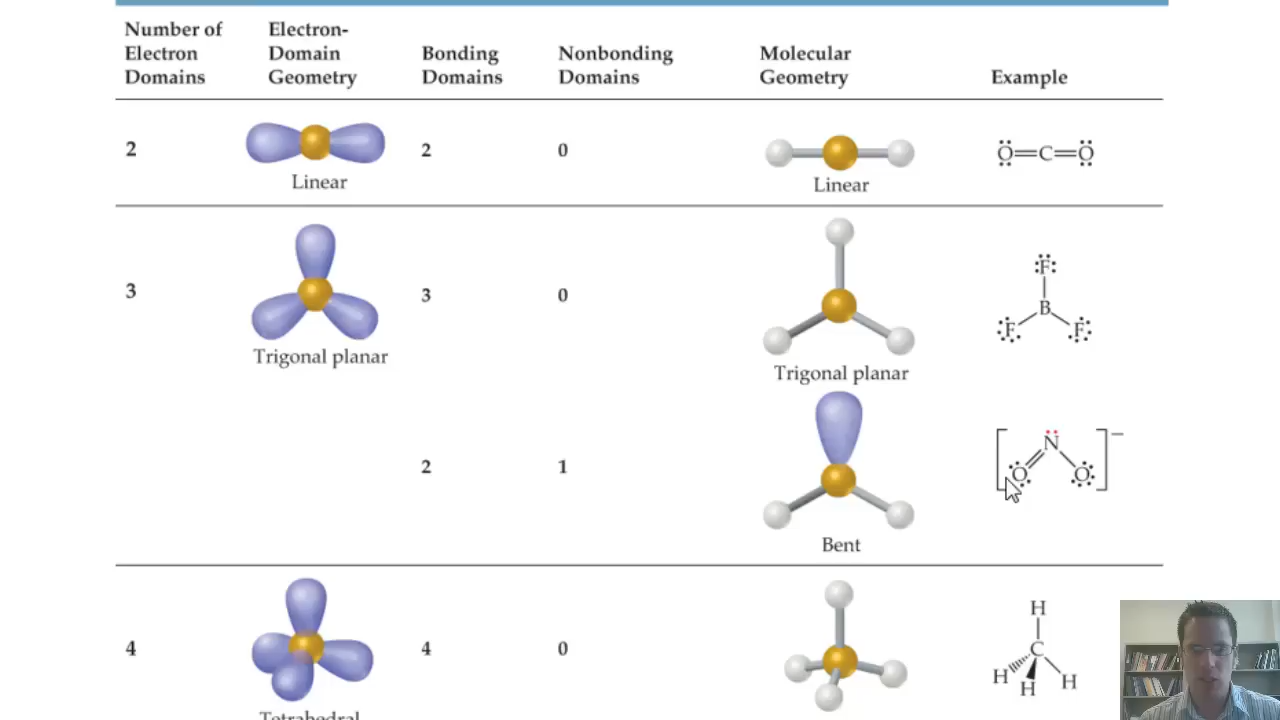 Number of Electron Domains
Electron-Domain Geometry
Bonding Domains
Nonbonding Domains
Molecular Geometry
Example
2
Linear
2
0
Linear
O=C=O
3
Trigonal planar
3
0
Trigonal planar
F
B
F F
2
1
Bent
[N
O O]−
4
Tetrahedral
4
0
H
C
H H H